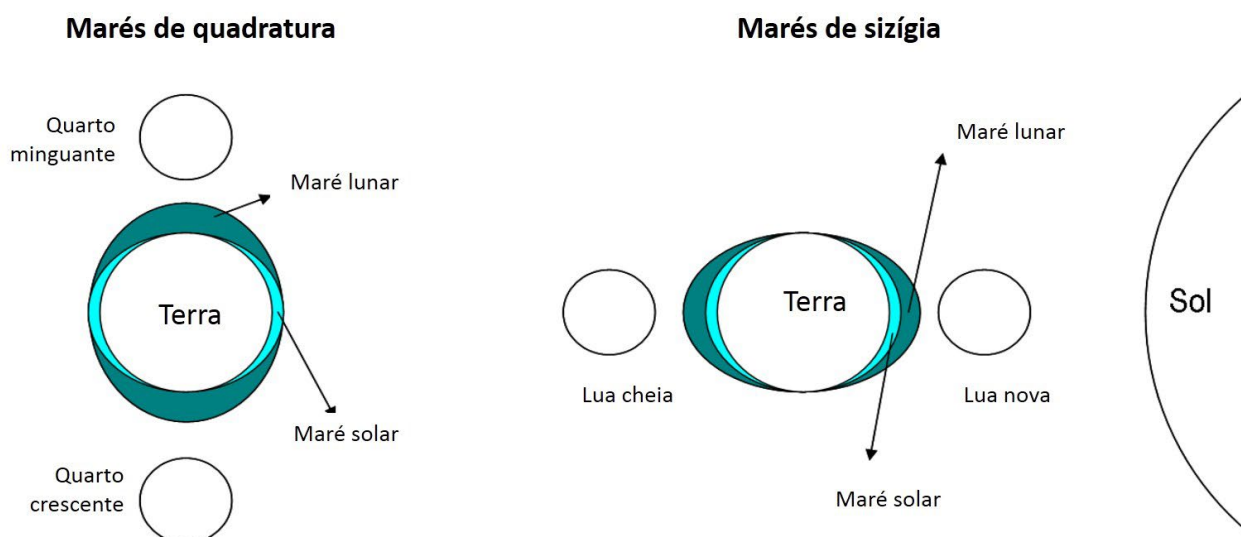 Marés de quadratura
Quarto
minguante
Maré lunar
Terra
Maré solar
Quarto
crescente
Marés de sizígia
Maré lunar
Terra
Lua cheia
Lua nova
Maré solar
Sol